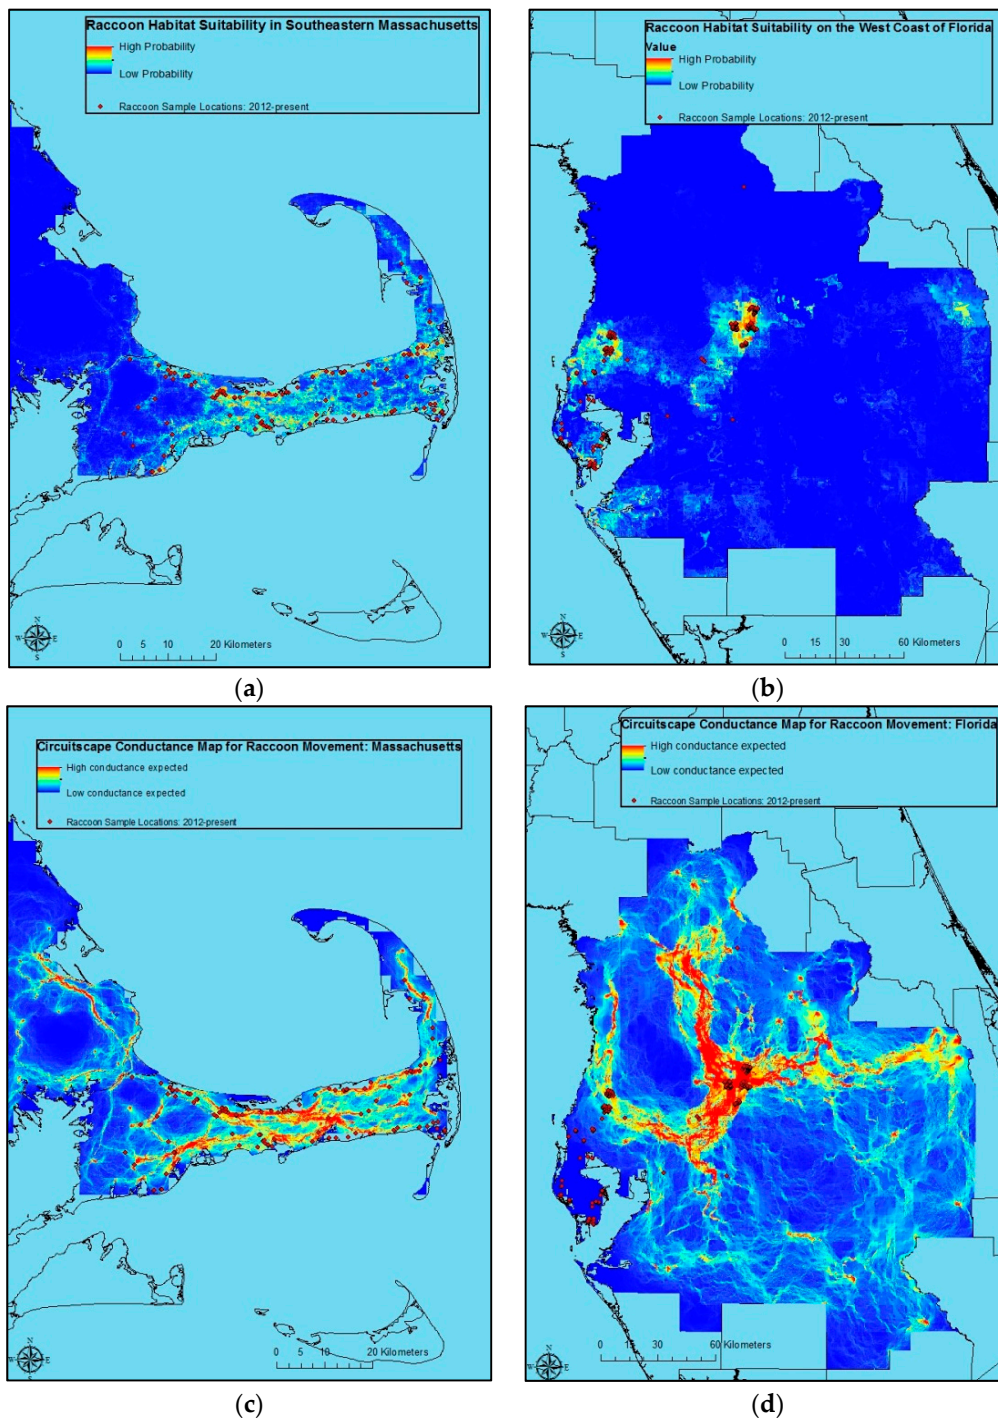 Raccoon Habitat Suitability in Southeastern Massachusetts
High Probability
Low Probability
Raccoon Sample Locations: 2012-present
N
W
E
S
0 5 10 20 Kilometers
(a)
Raccoon Habitat Suitability on the West Coast of Florida
Value
High Probability
Low Probability
Raccoon Sample Locations: 2012-present
N
W
E
S
0 15 30 60 Kilometers
(b)
Circuitscape Conductance Map for Raccoon Movement: Massachusetts
High conductance expected
Low conductance expected
Raccoon Sample Locations: 2012-present
N
W
E
S
0 5 10 20 Kilometers
(c)
Circuitscape Conductance Map for Raccoon Movement: Florida
High conductance expected
Low conductance expected
Raccoon Sample Locations: 2012-present
N
W
E
S
0 15 30 60 Kilometers
(d)